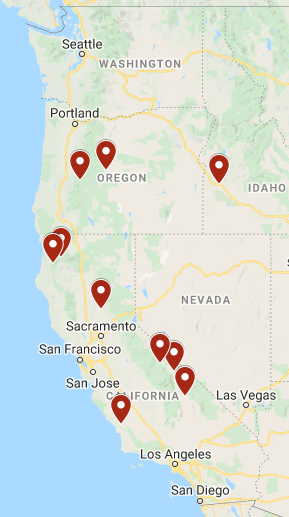 Seattle
WASHINGTON
Portland
OREGON
IDAHO
NEVADA
Sacramento
San Francisco
San Jose
CALIFORNIA
Las Vegas
Los Angeles
San Diego